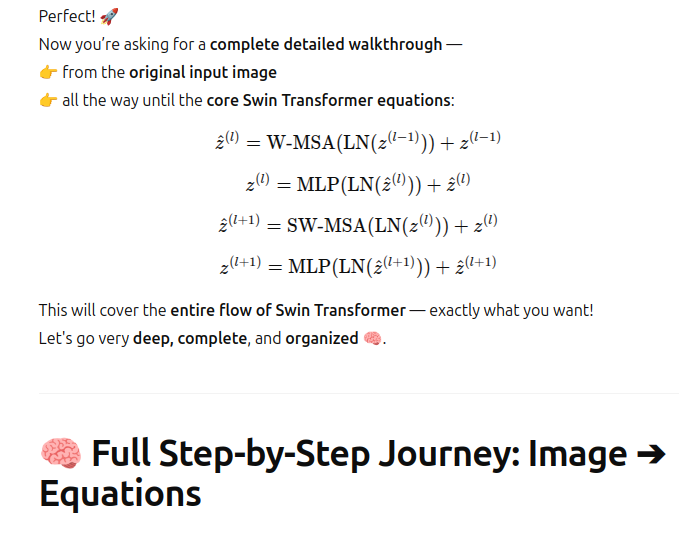 Perfect! 🚀
Now you're asking for a complete detailed walkthrough —
👉 from the original input image
👉 all the way until the core Swin Transformer equations:
ẑ^(l) = W-MSA(LN(z^(l−1))) + z^(l−1)
z^(l) = MLP(LN(ẑ^(l))) + ẑ^(l)
ẑ^(l+1) = SW-MSA(LN(z^(l))) + z^(l)
z^(l+1) = MLP(LN(ẑ^(l+1))) + ẑ^(l+1)
This will cover the entire flow of Swin Transformer — exactly what you want!
Let's go very deep, complete, and organized 🧠.
🧠 Full Step-by-Step Journey: Image ➔
Equations